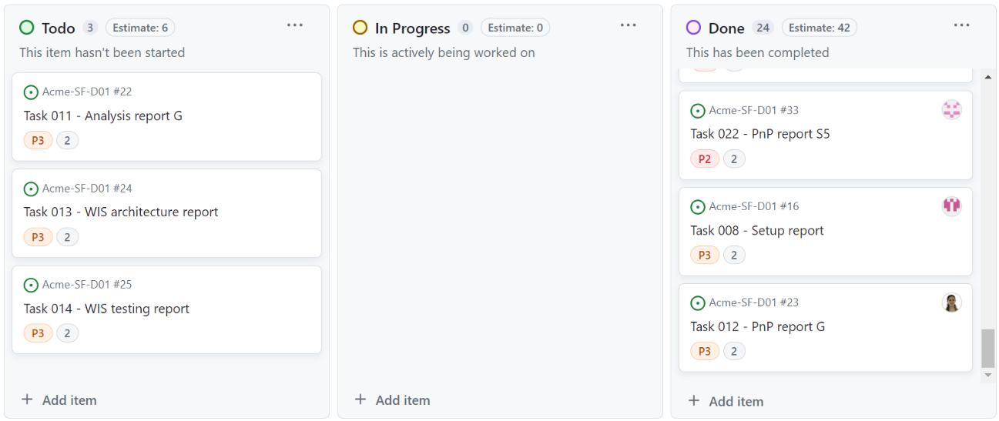 Todo 3 Estimate: 6
This item hasn't been started
Acme-SF-D01 #22
Task 011 - Analysis report G
P3 2
Acme-SF-D01 #24
Task 013 - WIS architecture report
P3 2
Acme-SF-D01 #25
Task 014 - WIS testing report
P3 2
+ Add item
In Progress 0 Estimate: 0
This is actively being worked on
+ Add item
Done 24 Estimate: 42
This has been completed
Acme-SF-D01 #33
Task 022 - PnP report S5
P2 2
Acme-SF-D01 #16
Task 008 - Setup report
P3 2
Acme-SF-D01 #23
Task 012 - PnP report G
P3 2
+ Add item